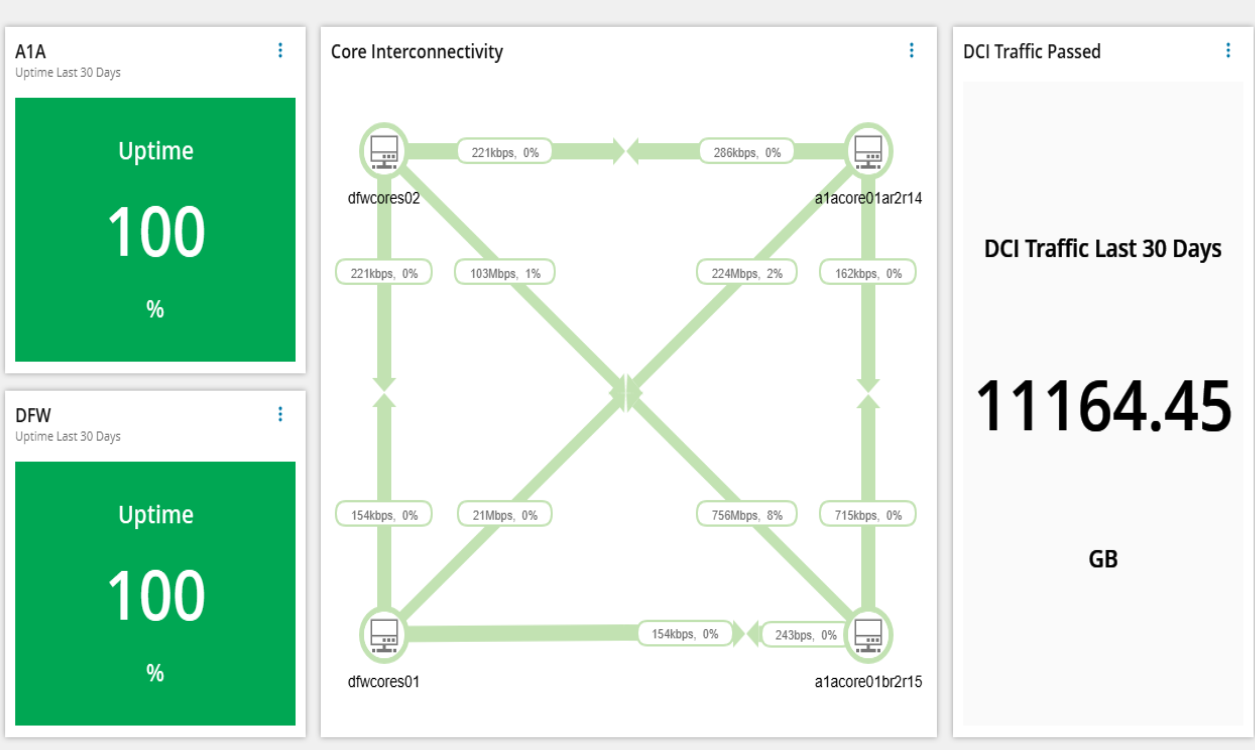 A1A
Uptime Last 30 Days
Uptime
100
%
DFW
Uptime Last 30 Days
Uptime
100
%
Core Interconnectivity
221kbps, 0%
286kbps, 0%
dfwcores02
a1acore01ar2r14
221kbps, 0%
103Mbps, 1%
224Mbps, 2%
162kbps, 0%
154kbps, 0%
21Mbps, 0%
756Mbps, 8%
715kbps, 0%
154kbps, 0%
243bps, 0%
dfwcores01
a1acore01br2r15
DCI Traffic Passed
DCI Traffic Last 30 Days
11164.45
GB